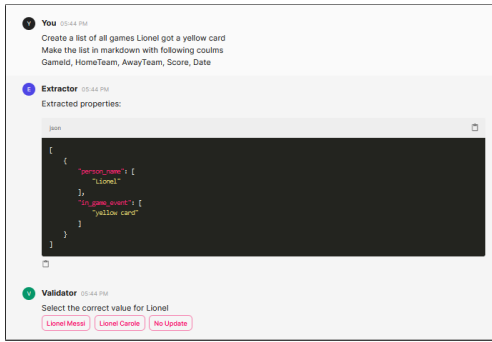 Y You 05:44 PM
Create a list of all games Lionel got a yellow card
Make the list in markdown with following coulms
GameId, HomeTeam, AwayTeam, Score, Date
E Extractor 05:44 PM
Extracted properties:
json
[
{
"person_name": [
"Lionel"
],
"in_game_event": [
"yellow card"
]
}
]
V Validator 05:44 PM
Select the correct value for Lionel
Lionel Messi Lionel Carole No Update